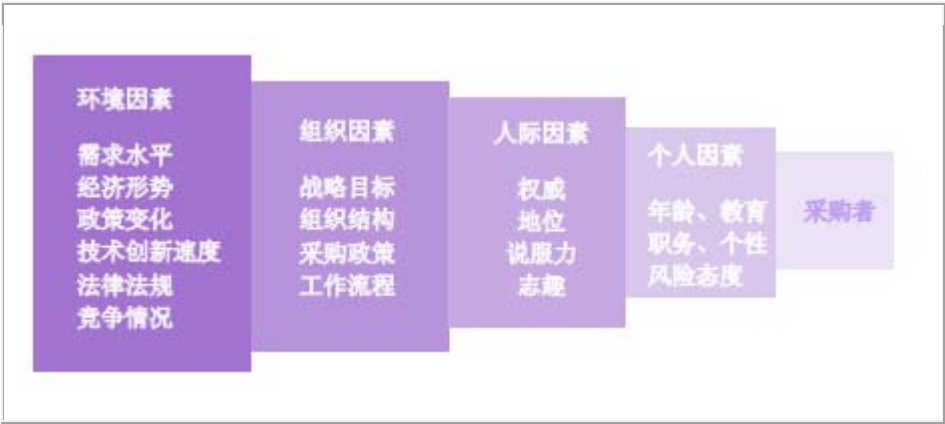 环境因素
需求水平
经济形势
政策变化
技术创新速度
法律法规
竞争情况
组织因素
战略目标
组织结构
采购政策
工作流程
人际因素
权威
地位
说服力
志趣
个人因素
年龄、教育
职务、个性
风险态度
采购者